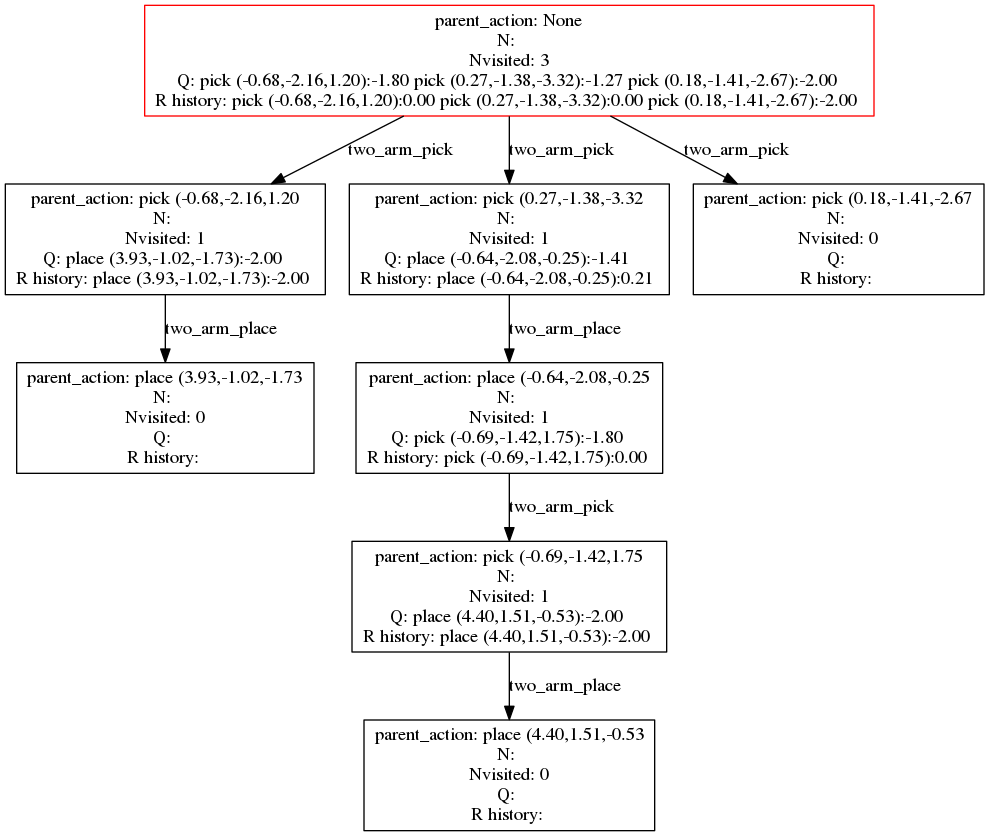 parent_action: None
N:
Nvisited: 3
Q: pick (-0.68,-2.16,1.20):-1.80 pick (0.27,-1.38,-3.32):-1.27 pick (0.18,-1.41,-2.67):-2.00
R history: pick (-0.68,-2.16,1.20):0.00 pick (0.27,-1.38,-3.32):0.00 pick (0.18,-1.41,-2.67):-2.00
two_arm_pick
two_arm_pick
two_arm_pick
parent_action: pick (-0.68,-2.16,1.20
N:
Nvisited: 1
Q: place (3.93,-1.02,-1.73):-2.00
R history: place (3.93,-1.02,-1.73):-2.00
parent_action: pick (0.27,-1.38,-3.32
N:
Nvisited: 1
Q: place (-0.64,-2.08,-0.25):-1.41
R history: place (-0.64,-2.08,-0.25):0.21
parent_action: pick (0.18,-1.41,-2.67
N:
Nvisited: 0
Q:
R history:
two_arm_place
two_arm_place
parent_action: place (3.93,-1.02,-1.73
N:
Nvisited: 0
Q:
R history:
parent_action: place (-0.64,-2.08,-0.25
N:
Nvisited: 1
Q: pick (-0.69,-1.42,1.75):-1.80
R history: pick (-0.69,-1.42,1.75):0.00
two_arm_pick
parent_action: pick (-0.69,-1.42,1.75
N:
Nvisited: 1
Q: place (4.40,1.51,-0.53):-2.00
R history: place (4.40,1.51,-0.53):-2.00
two_arm_place
parent_action: place (4.40,1.51,-0.53
N:
Nvisited: 0
Q:
R history: